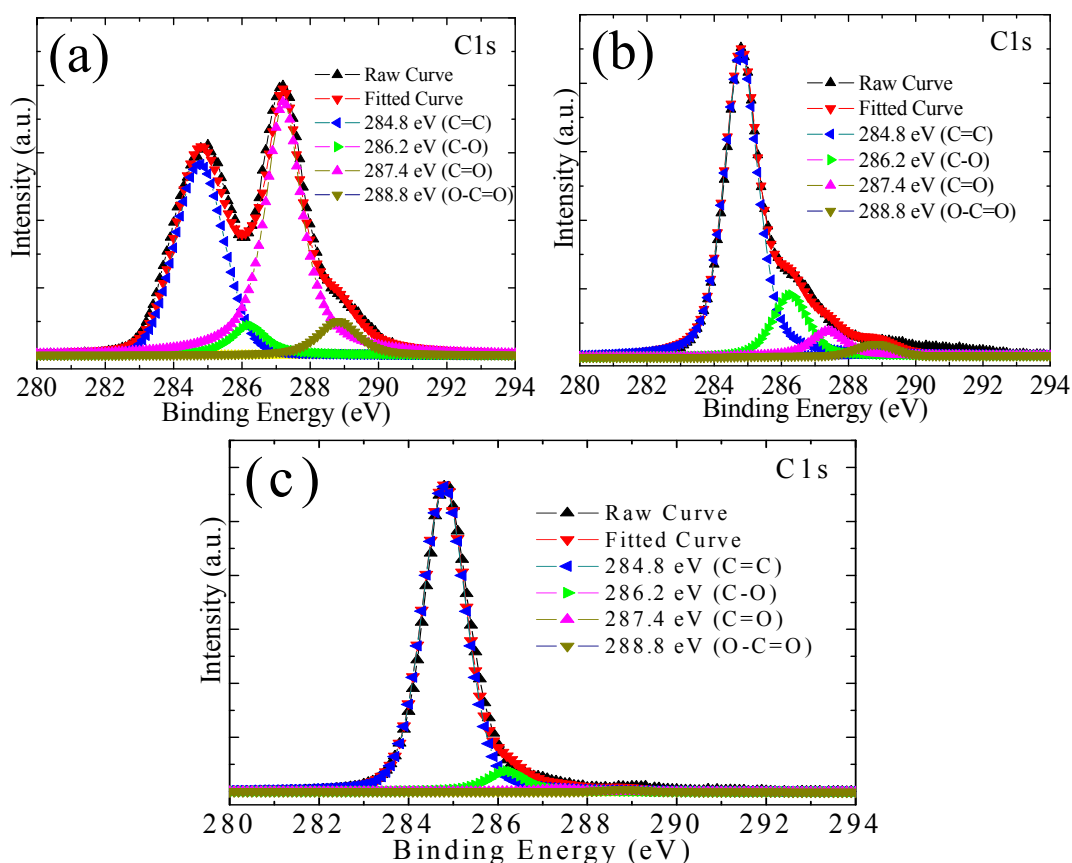 (a)
C1s
Raw Curve
Fitted Curve
284.8 eV (C=C)
286.2 eV (C-O)
287.4 eV (C=O)
288.8 eV (O-C=O)
Intensity (a.u.)
280 282 284 286 288 290 292 294
Binding Energy (eV)
(b)
C1s
Raw Curve
Fitted Curve
284.8 eV (C=C)
286.2 eV (C-O)
287.4 eV (C=O)
288.8 eV (O-C=O)
Intensity (a.u.)
280 282 284 286 288 290 292 294
Binding Energy (eV)
(c)
C1s
Raw Curve
Fitted Curve
284.8 eV (C=C)
286.2 eV (C-O)
287.4 eV (C=O)
288.8 eV (O-C=O)
Intensity (a.u.)
280 282 284 286 288 290 292 294
Binding Energy (eV)